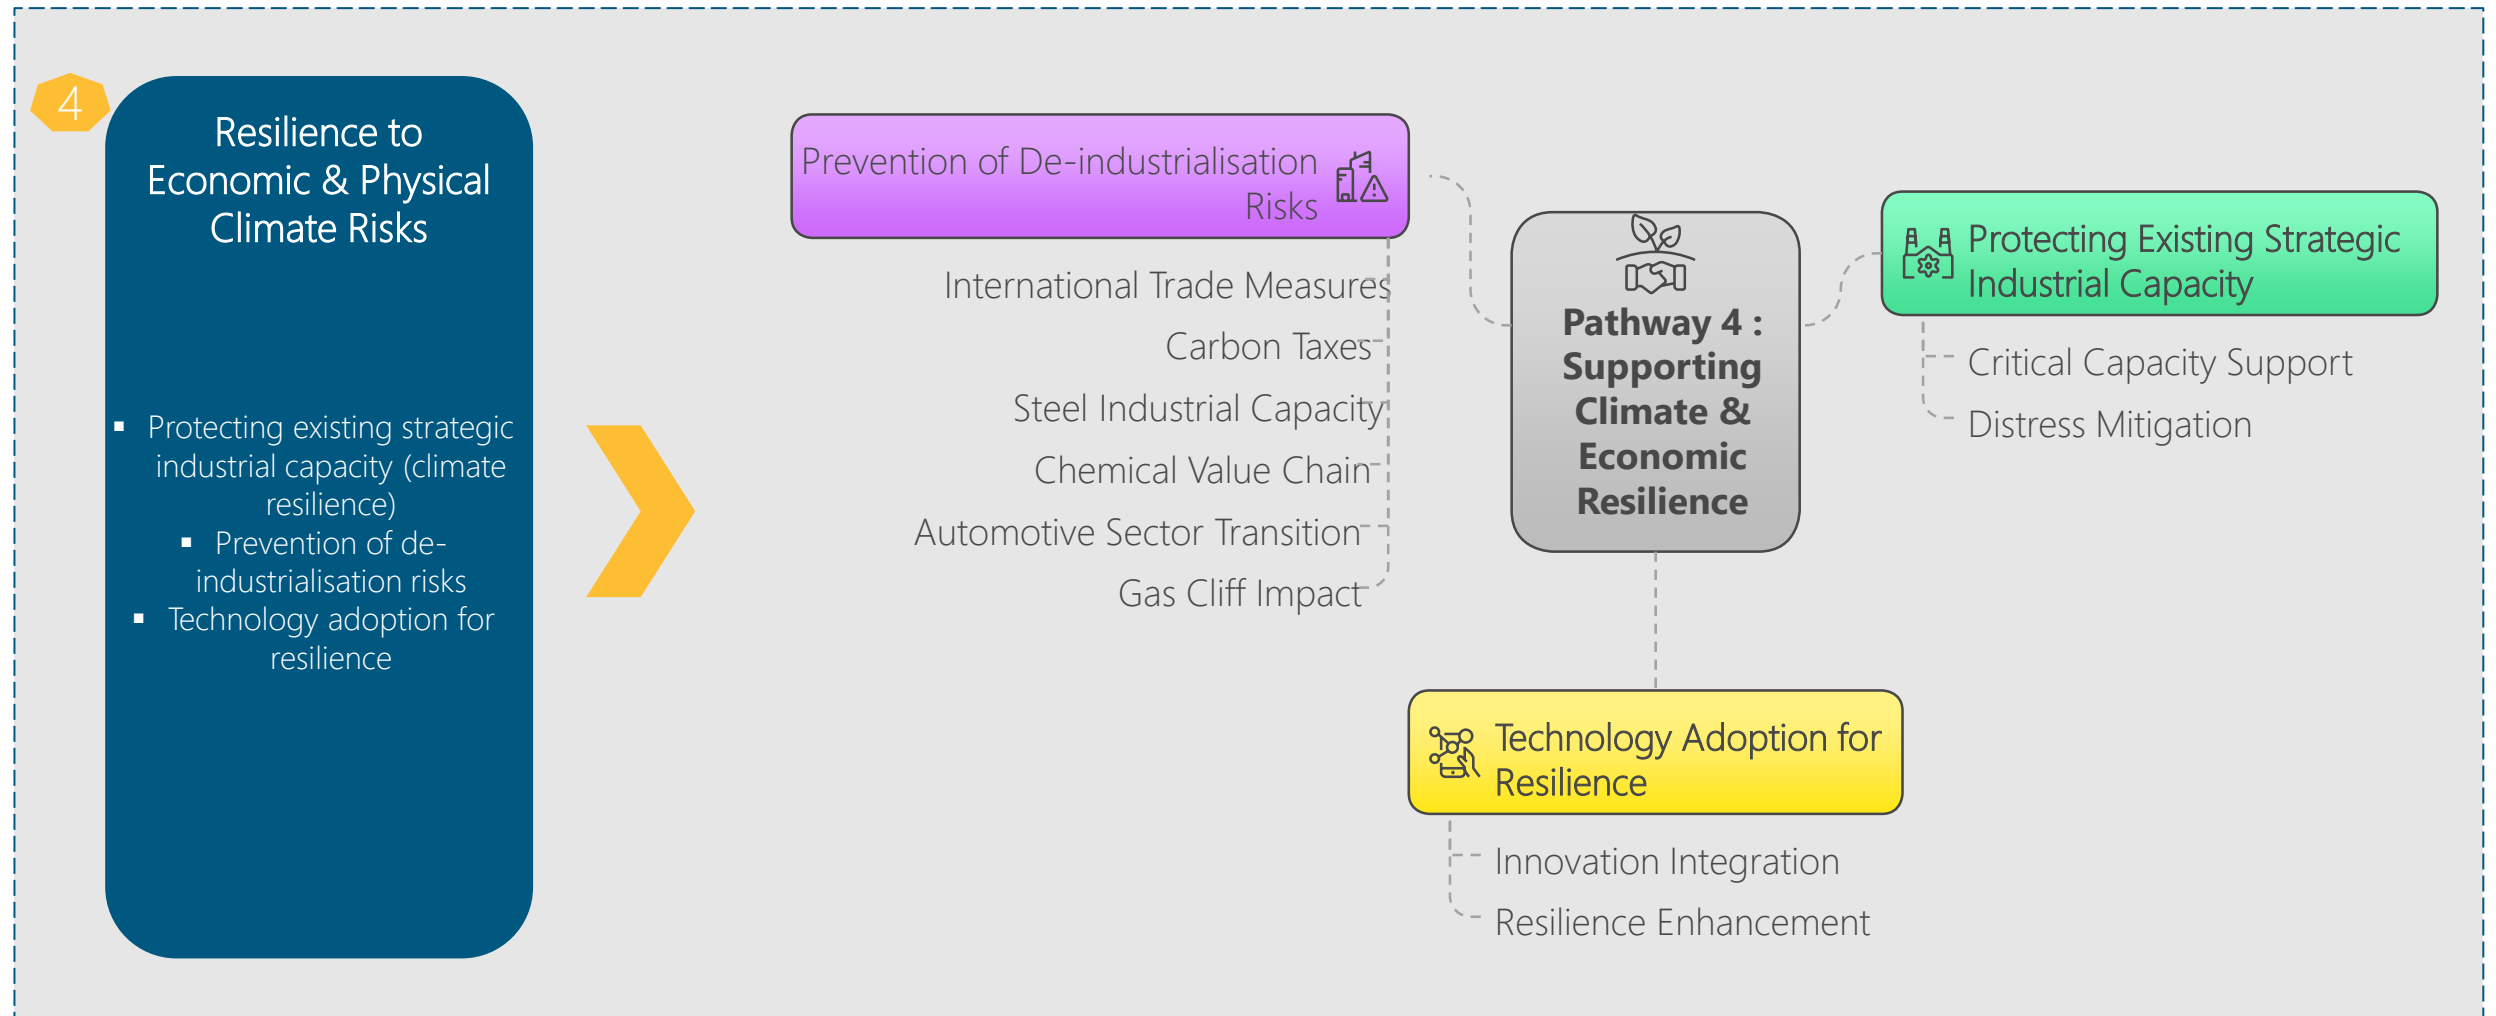 4
Resilience to
Economic & Physical
Climate Risks
▪ Protecting existing strategic
industrial capacity (climate
resilience)
▪ Prevention of de-
industrialisation risks
▪ Technology adoption for
resilience
Prevention of De-industrialisation
Risks
International Trade Measures
Carbon Taxes
Steel Industrial Capacity
Chemical Value Chain
Automotive Sector Transition
Gas Cliff Impact
Pathway 4 :
Supporting
Climate &
Economic
Resilience
Protecting Existing Strategic
Industrial Capacity
Critical Capacity Support
Distress Mitigation
Technology Adoption for
Resilience
Innovation Integration
Resilience Enhancement